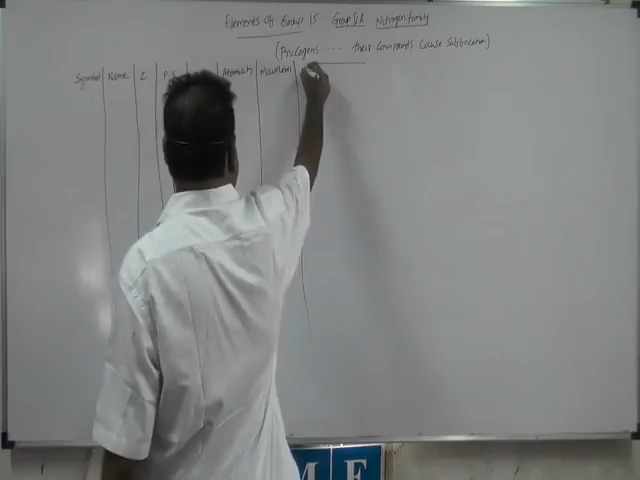 Elements of Group 15 Group VA Nitrogen family
(Pnicogens .... their compounds cause suffocation)
Symbol Name Z P.S Atomicity
M E